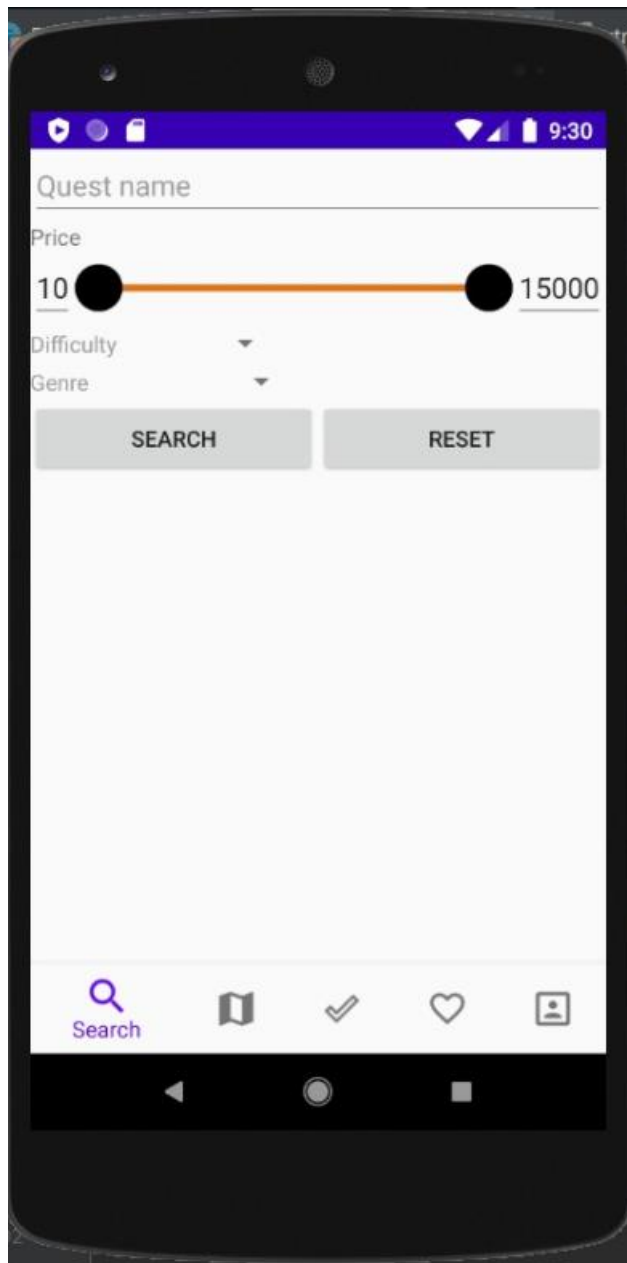 9:30
Quest name
Price
10 15000
Difficulty
Genre
SEARCH RESET
Search